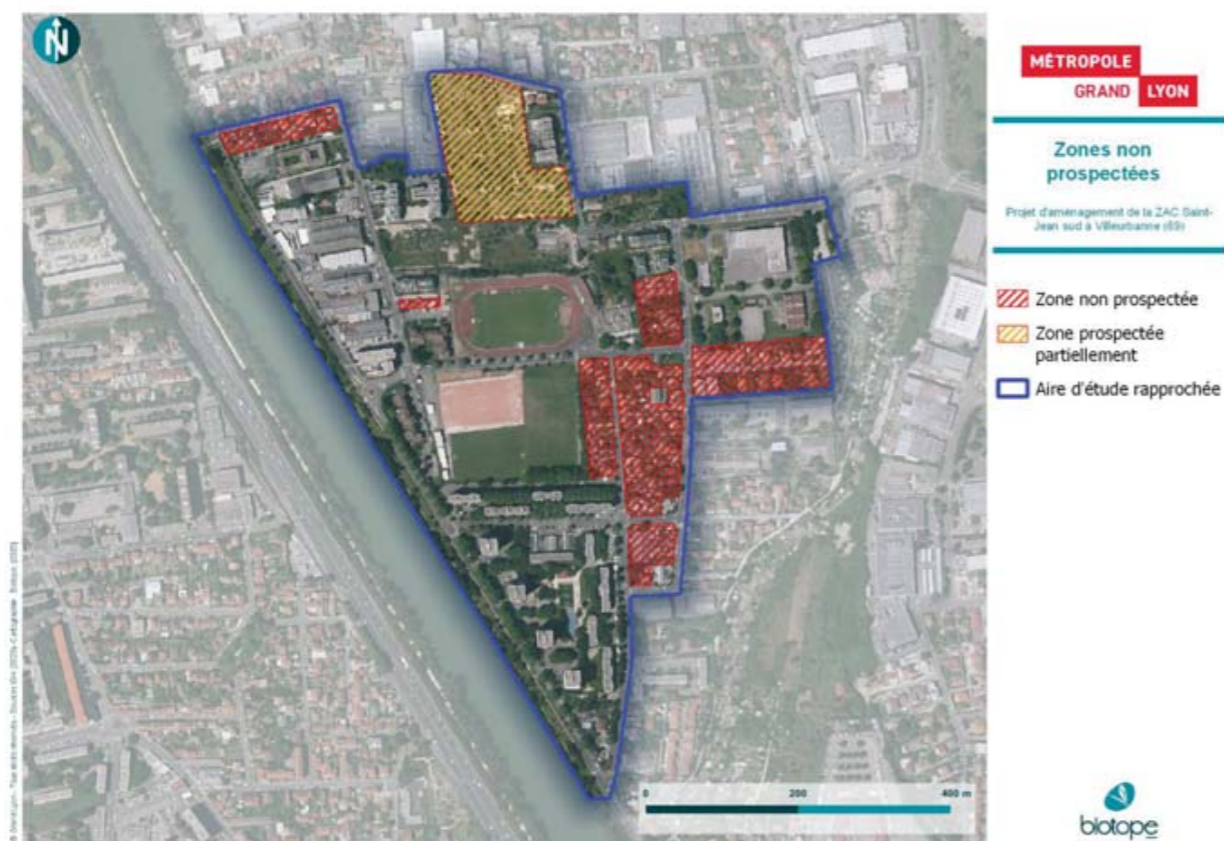 N
MÉTROPOLE
GRAND LYON
Zones non
prospectées
Projet d'aménagement de la ZAC Saint-
Jean sud à Villeurbanne (69)
Zone non prospectée
Zone prospectée
partiellement
Aire d'étude rapprochée
0 200 400 m
biotope